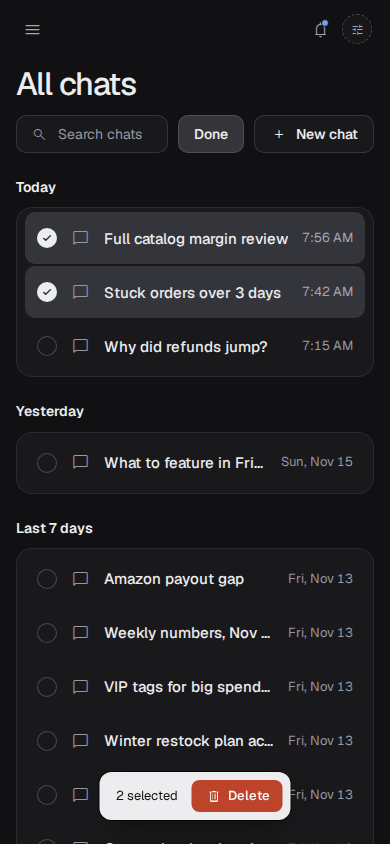 All chats
Search chats
Done
New chat
Today
Full catalog margin review 7:56 AM
Stuck orders over 3 days 7:42 AM
Why did refunds jump? 7:15 AM
Yesterday
What to feature in Fri... Sun, Nov 15
Last 7 days
Amazon payout gap Fri, Nov 13
Weekly numbers, Nov ... Fri, Nov 13
VIP tags for big spend... Fri, Nov 13
Winter restock plan ac... Fri, Nov 13
Fri, Nov 13
2 selected
Delete